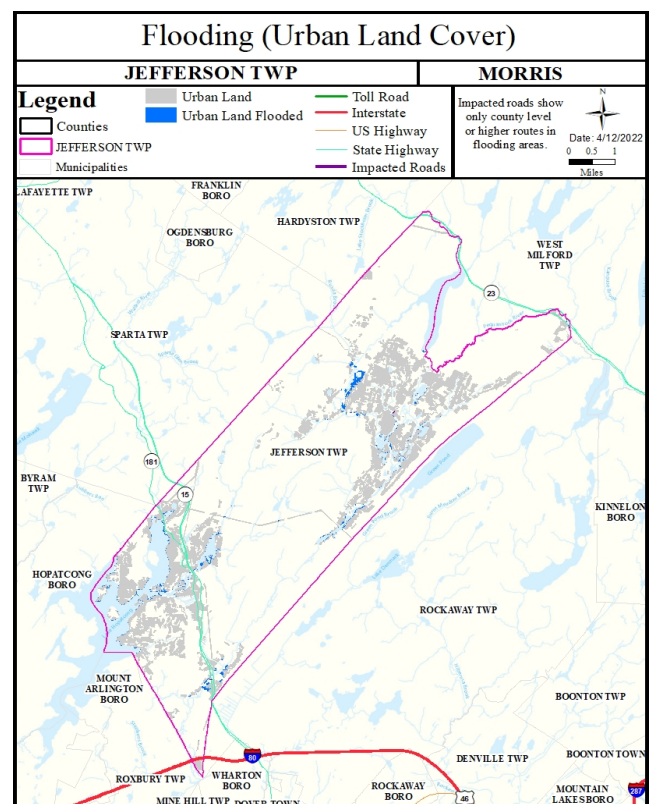 Flooding (Urban Land Cover)
JEFFERSON TWP
MORRIS
Legend
Counties
JEFFERSON TWP
Municipalities
Urban Land
Urban Land Flooded
Toll Road
Interstate
US Highway
State Highway
Impacted Roads
Impacted roads show
only county level
or higher routes in
flooding areas.
N
Date: 4/12/2022
0 0.5 1
Miles
LAFAYETTE TWP
FRANKLIN
BORO
HARDYSTON TWP
OGDENSBURG
BORO
WEST
MILFORD
TWP
23
SPARTA TWP
JEFFERSON TWP
181
15
BYRAM
TWP
KINNELON
BORO
HOPATCONG
BORO
ROCKAWAY TWP
MOUNT
ARLINGTON
BORO
BOONTON TWP
80
DENVILLE TWP
BOONTON TOWN
ROXBURY TWP
WHARTON
BORO
ROCKAWAY
BORO
46
MOUNTAIN
LAKES BORO
287
MINE HILL TWP
DOVER TOWN